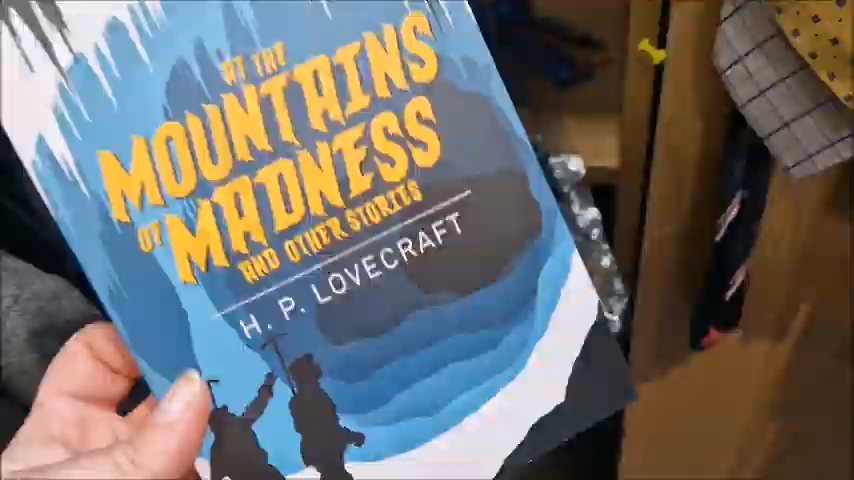 AT THE
MOUNTAINS
OF MADNESS
AND OTHER STORIES
H. P. LOVECRAFT